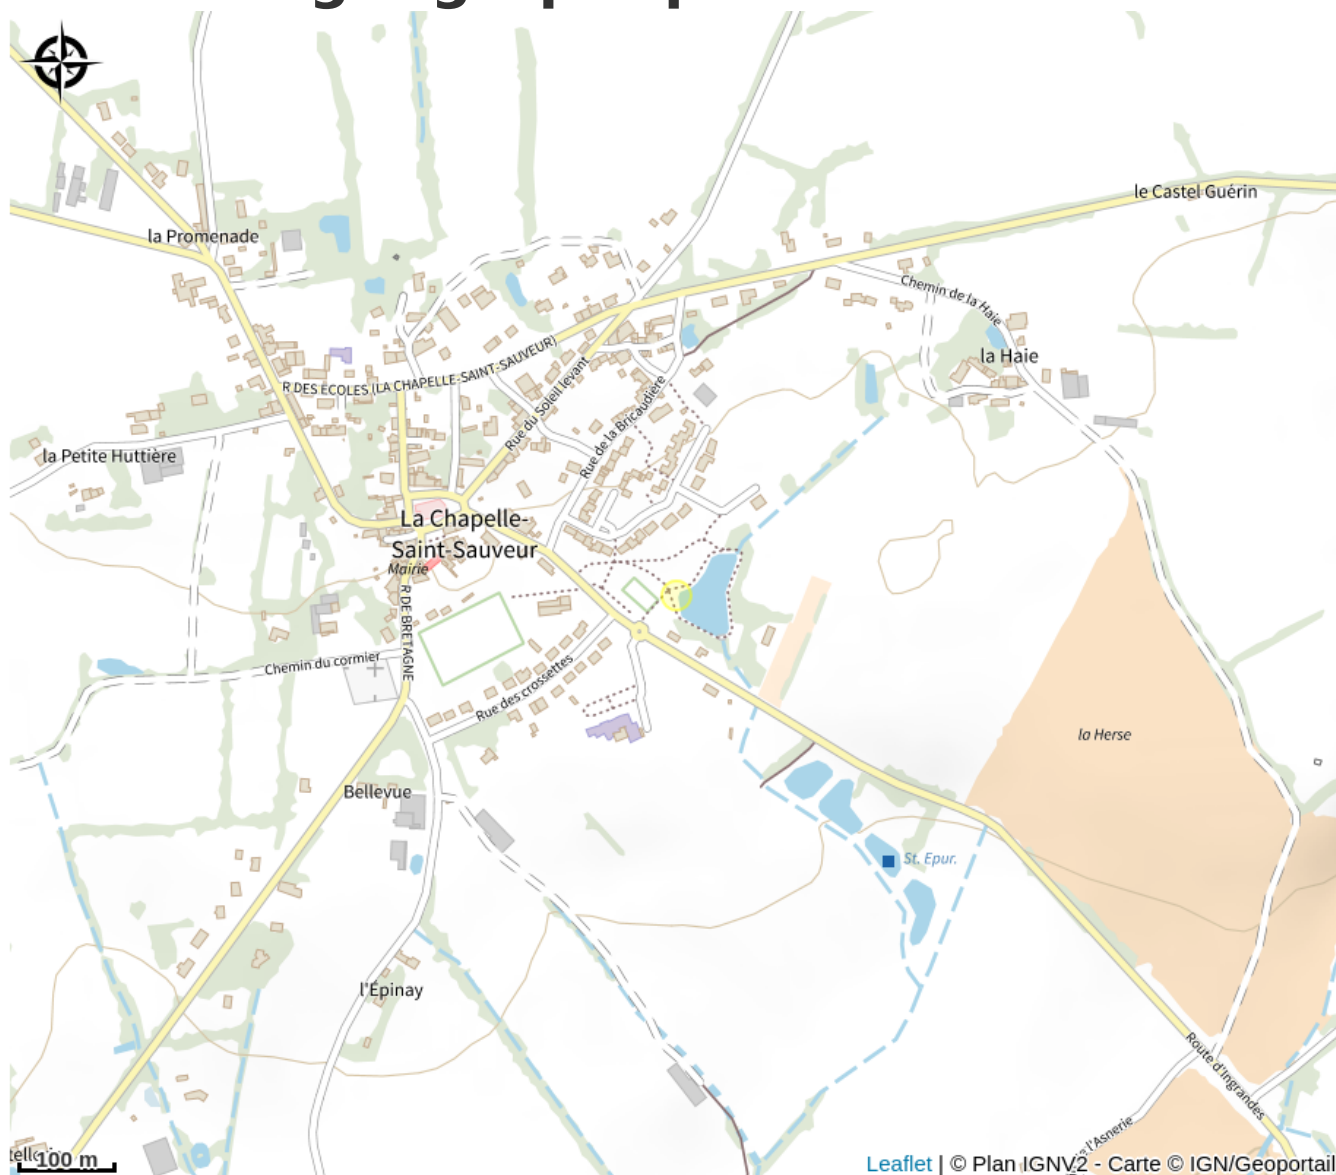 le Castel Guérin
la Promenade
Chemin de la Haie
la Haie
R DES ÉCOLES (LA CHAPELLE-SAINT-SAUVEUR)
Rue du Soleil levant
Rue de la Bricaudière
la Petite Huttière
La Chapelle-
Saint-Sauveur
Mairie
R DE BRETAGNE
Chemin du cormier
Rue des crossettes
la Herse
Bellevue
St. Epur.
l'Épinay
Route d'Ingrandes
l'Asnerie
100 m
Leaflet | © Plan IGNV2 - Carte © IGN/Geoportail